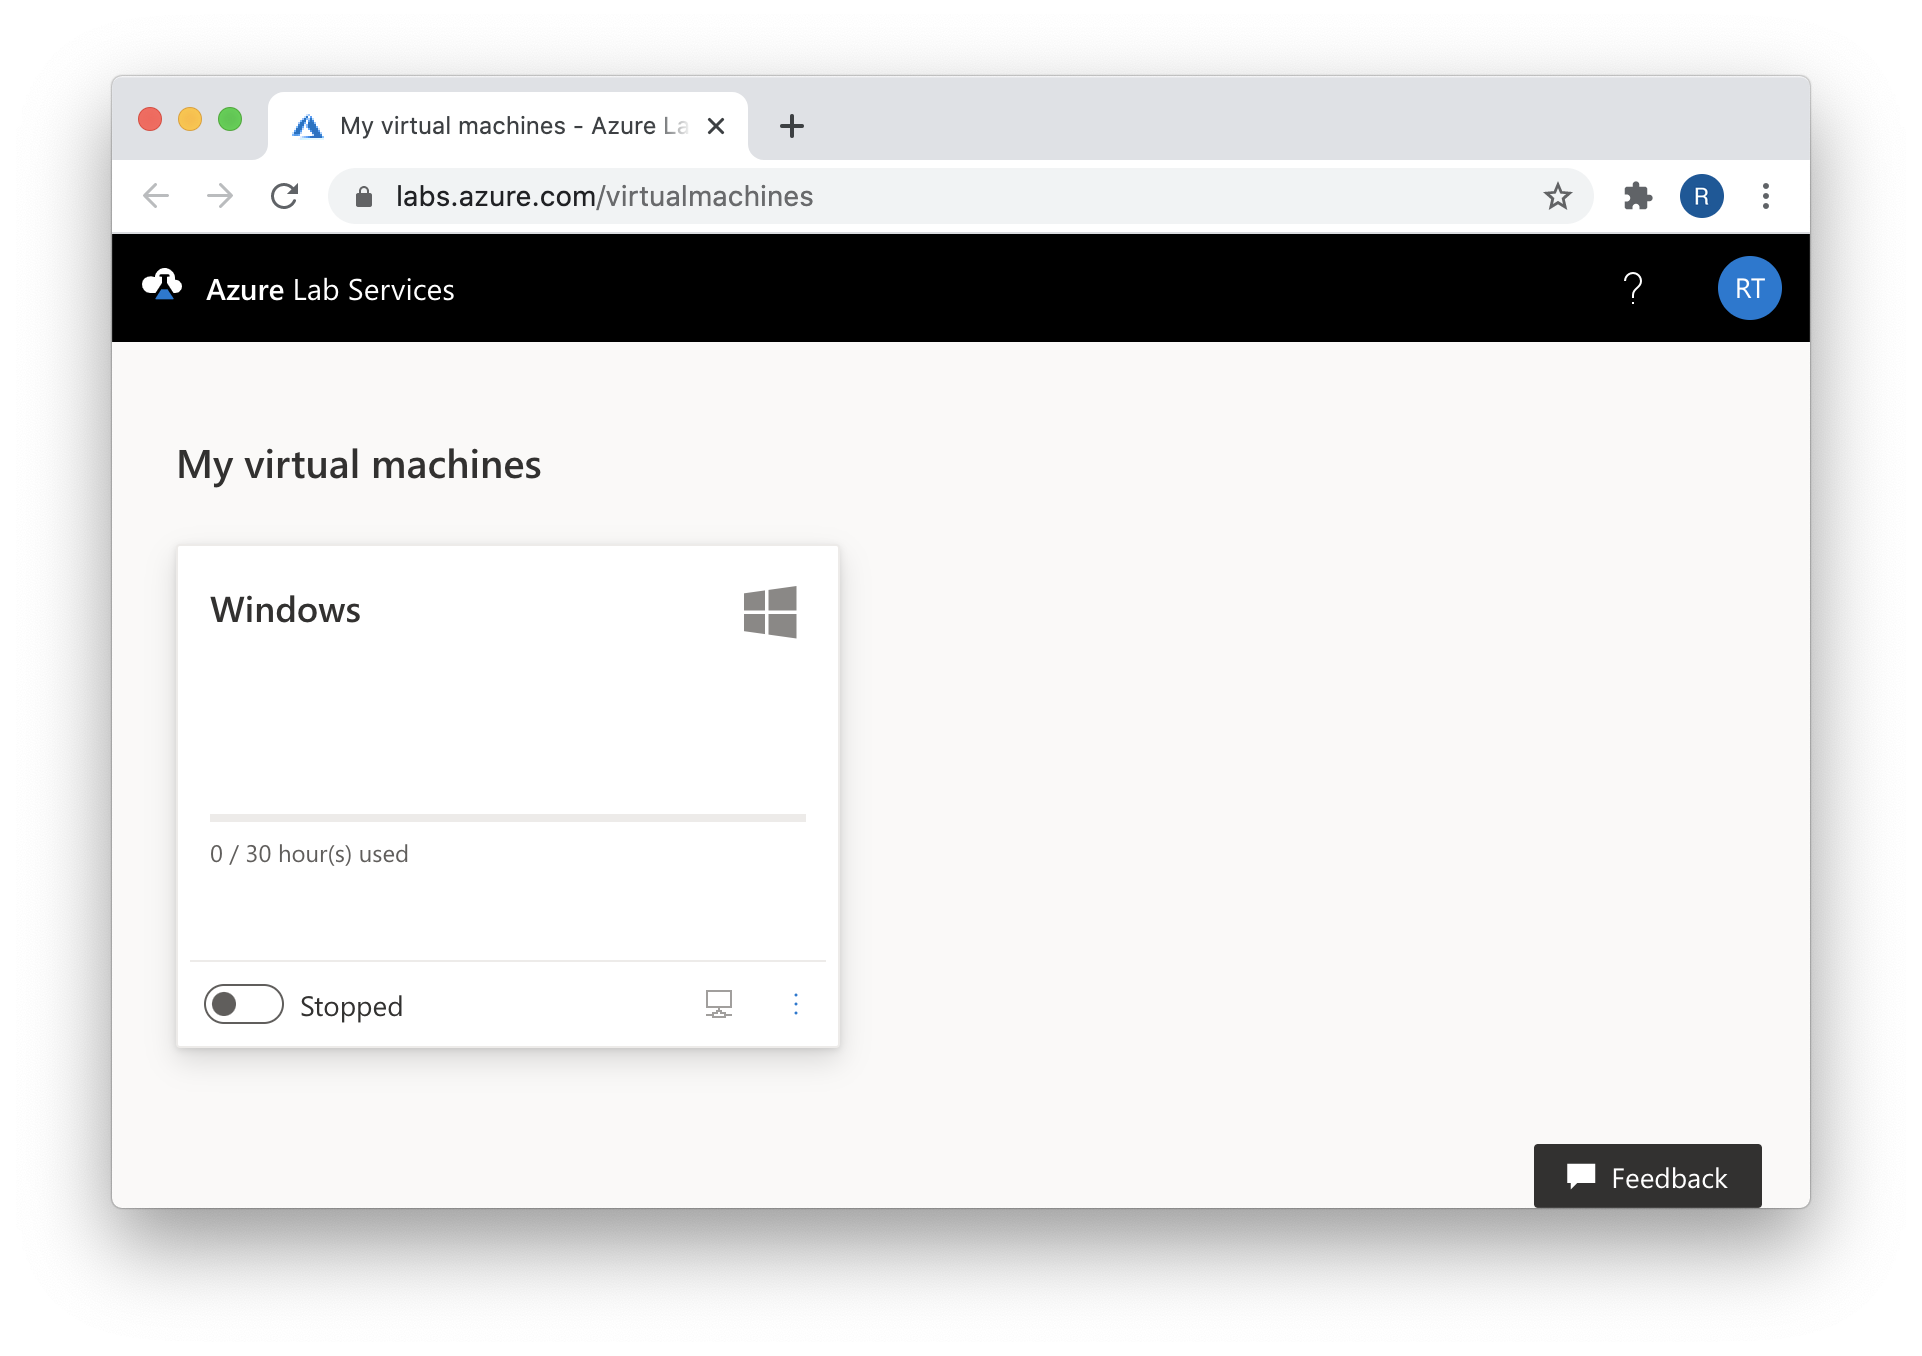 My virtual machines - Azure La
labs.azure.com/virtualmachines
R
Azure Lab Services
?
RT
My virtual machines
Windows
0 / 30 hour(s) used
Stopped
Feedback